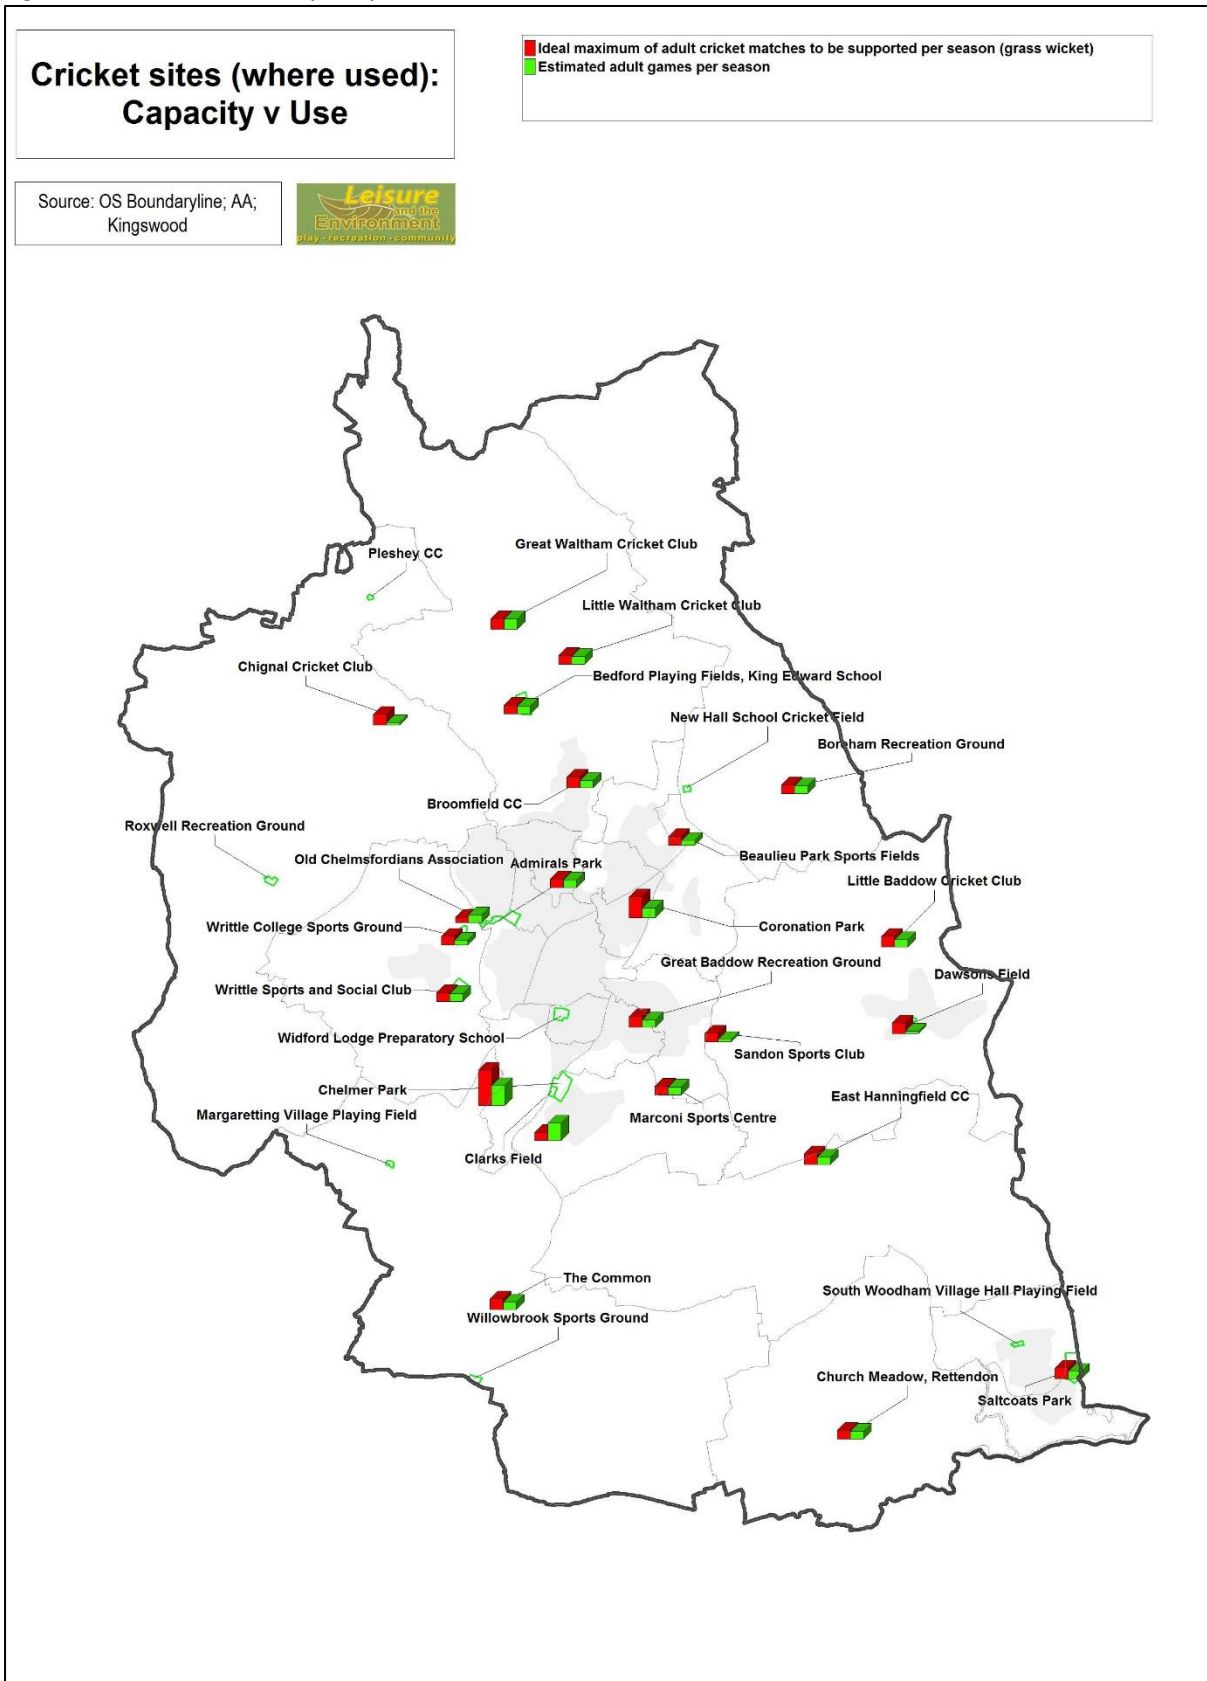 Cricket sites (where used):
Capacity v Use
Ideal maximum of adult cricket matches to be supported per season (grass wicket)
Estimated adult games per season
Source: OS Boundaryline; AA;
Kingswood
Leisure
and the
Environment
play - recreation - community
Great Waltham Cricket Club
Pleshey CC
Little Waltham Cricket Club
Chignal Cricket Club
Bedford Playing Fields, King Edward School
New Hall School Cricket Field
Boreham Recreation Ground
Broomfield CC
Roxwell Recreation Ground
Old Chelmsfordians Association
Admirals Park
Beaulieu Park Sports Fields
Little Baddow Cricket Club
Writtle College Sports Ground
Coronation Park
Great Baddow Recreation Ground
Dawsons Field
Writtle Sports and Social Club
Widford Lodge Preparatory School
Sandon Sports Club
Chelmer Park
East Hanningfield CC
Margaretting Village Playing Field
Marconi Sports Centre
Clarks Field
The Common
South Woodham Village Hall Playing Field
Willowbrook Sports Ground
Church Meadow, Rettendon
Saltcoats Park